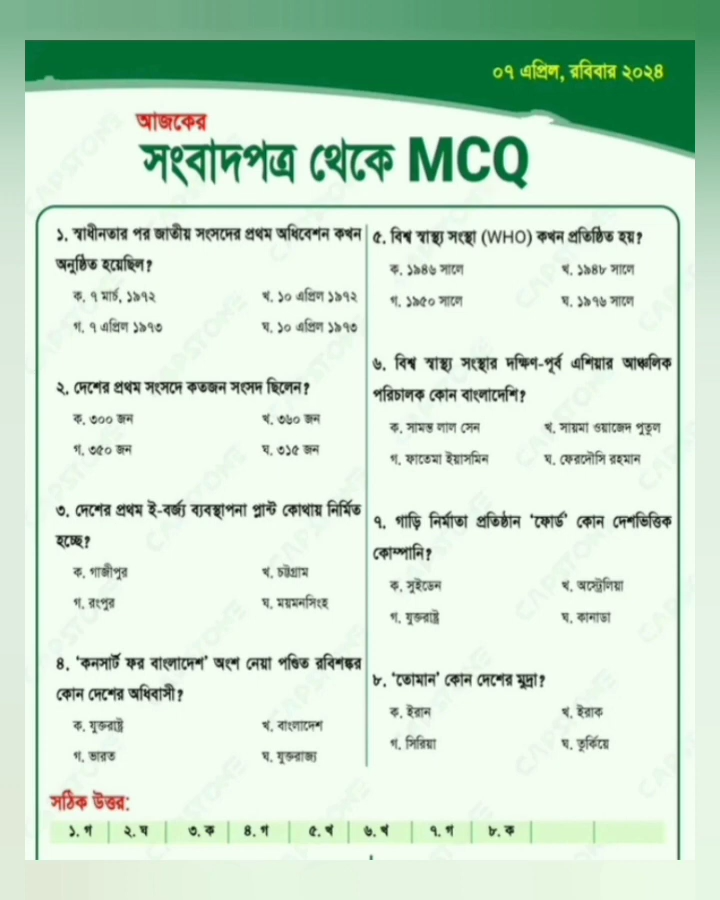 ০৭ এপ্রিল, রবিবার ২০২৪
আজকের
সংবাদপত্র থেকে MCQ
১. স্বাধীনতার পর জাতীয় সংসদের প্রথম অধিবেশন কখন
অনুষ্ঠিত হয়েছিল?
ক. ৭ মার্চ, ১৯৭২ খ. ১০ এপ্রিল ১৯৭২
গ. ৭ এপ্রিল ১৯৭৩ ঘ. ১০ এপ্রিল ১৯৭৩
২. দেশের প্রথম সংসদে কতজন সংসদ ছিলেন?
ক. ৩০০ জন খ. ৩৬০ জন
গ. ৩৫০ জন ঘ. ৩১৫ জন
৩. দেশের প্রথম ই-বর্জ্য ব্যবস্থাপনা প্লান্ট কোথায় নির্মিত
হচ্ছে?
ক. গাজীপুর খ. চট্টগ্রাম
গ. রংপুর ঘ. ময়মনসিংহ
৪. ‘কনসার্ট ফর বাংলাদেশ’ অংশ নেয়া পণ্ডিত রবিশঙ্কর
কোন দেশের অধিবাসী?
ক. যুক্তরাষ্ট্র খ. বাংলাদেশ
গ. ভারত ঘ. যুক্তরাজ্য
৫. বিশ্ব স্বাস্থ্য সংস্থা (WHO) কখন প্রতিষ্ঠিত হয়?
ক. ১৯৪৬ সালে খ. ১৯৪৮ সালে
গ. ১৯৫০ সালে ঘ. ১৯৭৬ সালে
৬. বিশ্ব স্বাস্থ্য সংস্থার দক্ষিণ-পূর্ব এশিয়ার আঞ্চলিক
পরিচালক কোন বাংলাদেশি?
ক. সামন্ত লাল সেন খ. সায়মা ওয়াজেদ পুতুল
গ. ফাতেমা ইয়াসমিন ঘ. ফেরদৌসি রহমান
৭. গাড়ি নির্মাতা প্রতিষ্ঠান ‘ফোর্ড’ কোন দেশভিত্তিক
কোম্পানি?
ক. সুইডেন খ. অস্ট্রেলিয়া
গ. যুক্তরাষ্ট্র ঘ. কানাডা
৮. ‘তোমান’ কোন দেশের মুদ্রা?
ক. ইরান খ. ইরাক
গ. সিরিয়া ঘ. তুর্কিয়ে
সঠিক উত্তর:
১. গ ২. ঘ ৩. ক ৪. গ ৫. খ ৬. খ ৭. গ ৮. ক